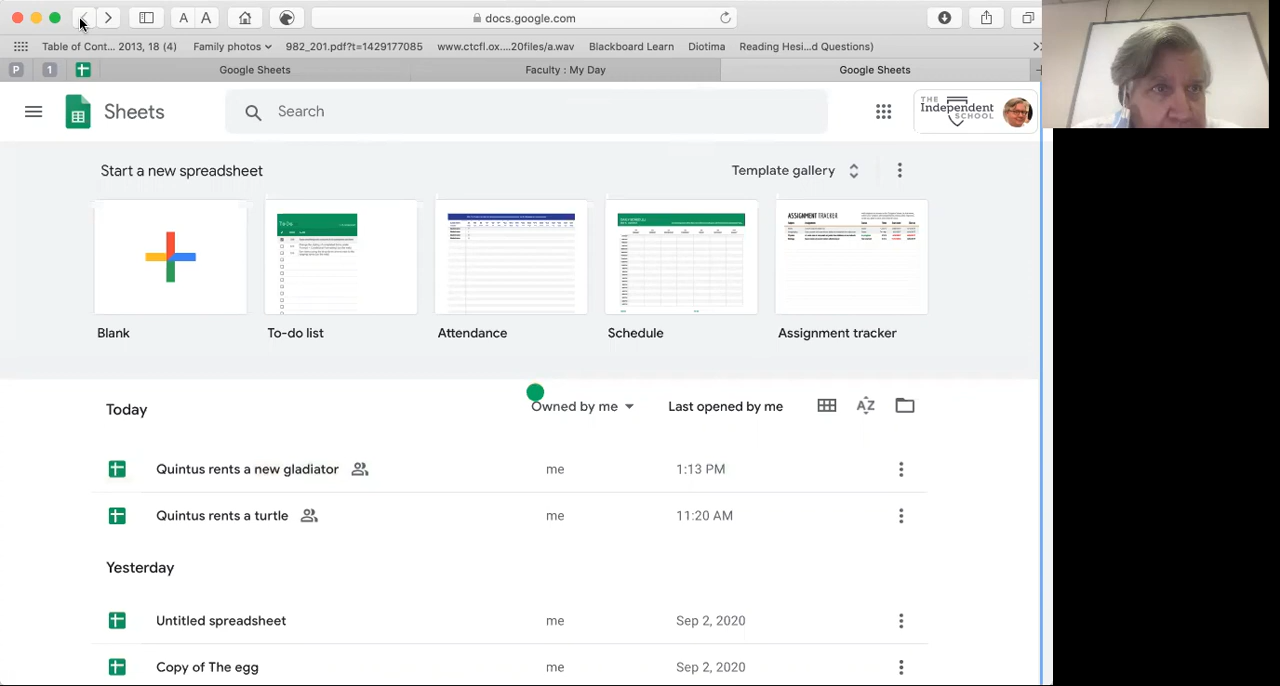 A A docs.google.com
Table of Cont... 2013, 18 (4) Family photos 982_201.pdf?t=1429177085 www.ctcfl.ox....20files/a.wav Blackboard Learn Diotima Reading Hesi...d Questions)
P 1 Google Sheets Faculty : My Day Google Sheets
Sheets Search THE Independent SCHOOL
Start a new spreadsheet Template gallery
ASSIGNMENT TRACKER
Blank To-do list Attendance Schedule Assignment tracker
Today Owned by me Last opened by me AZ
Quintus rents a new gladiator me 1:13 PM
Quintus rents a turtle me 11:20 AM
Yesterday
Untitled spreadsheet me Sep 2, 2020
Copy of The egg me Sep 2, 2020